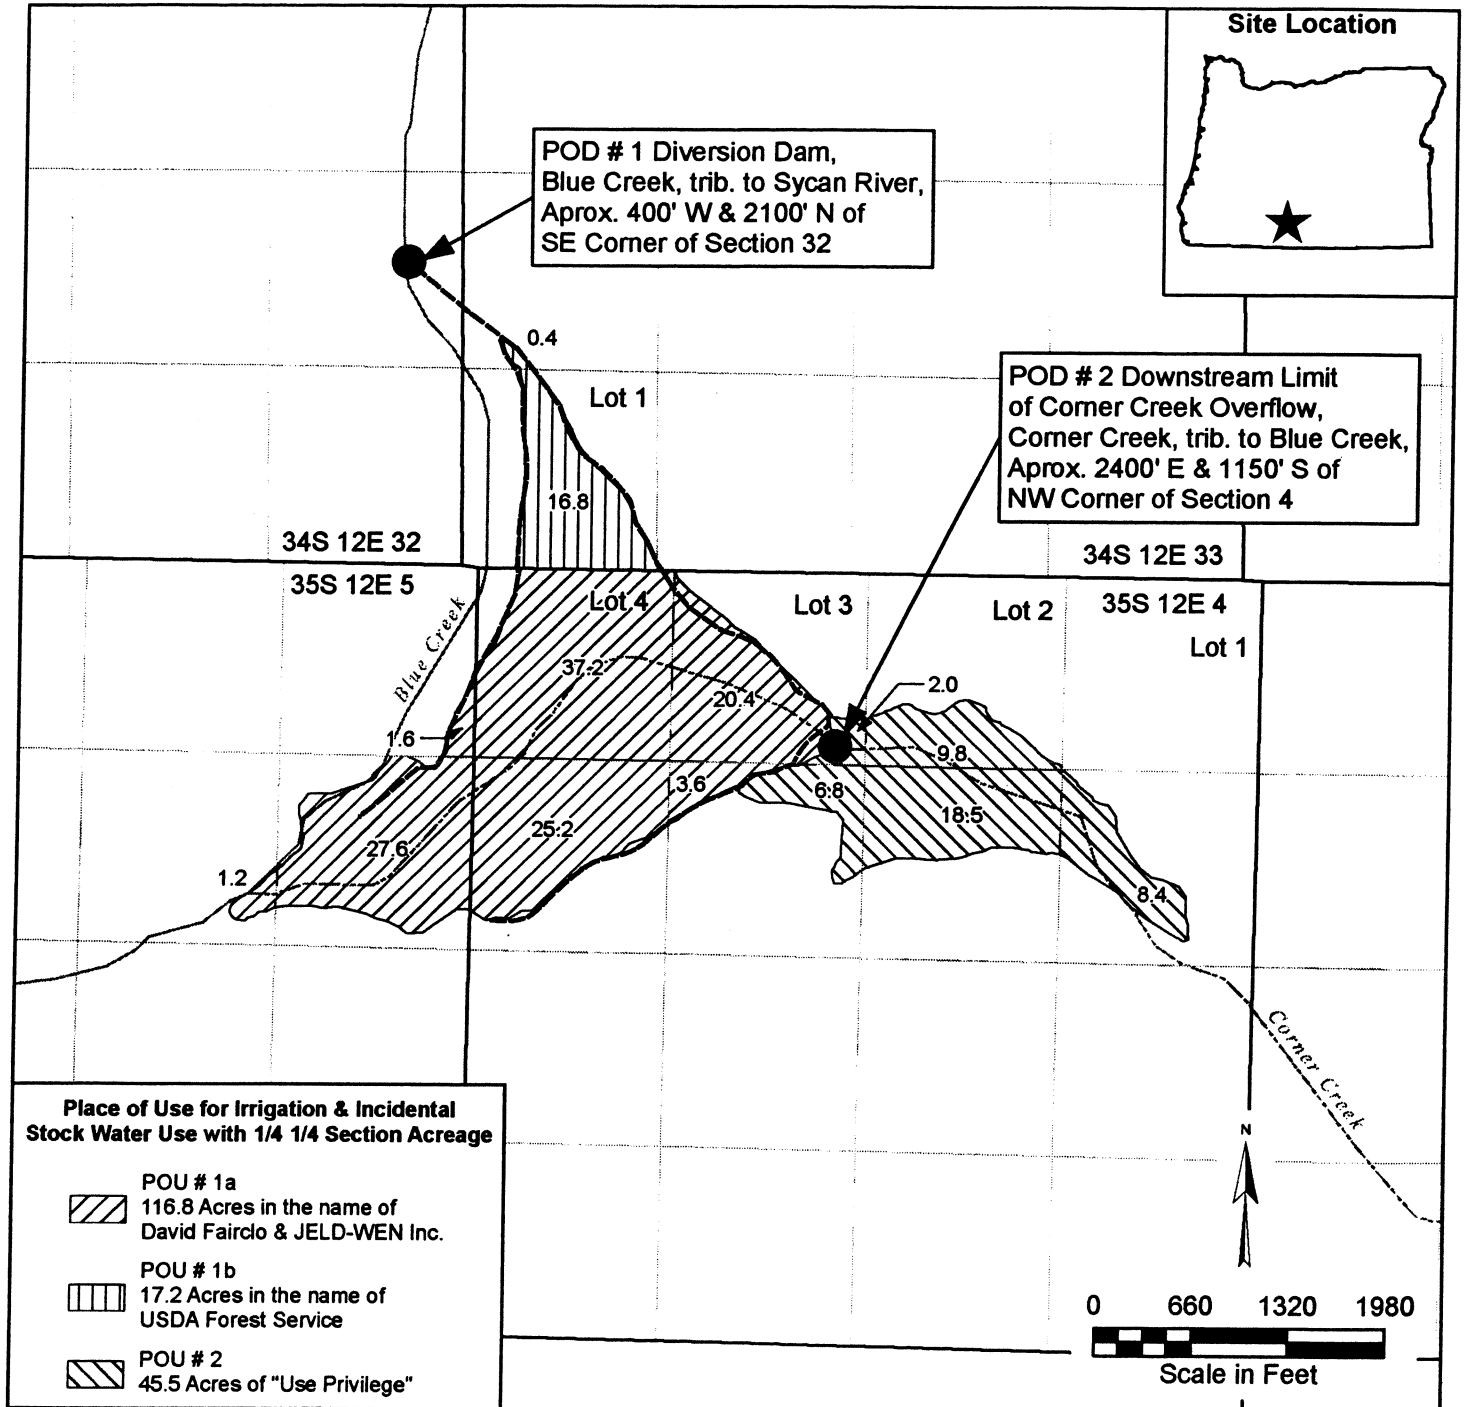 Site Location
POD # 1 Diversion Dam,
Blue Creek, trib. to Sycan River,
Aprox. 400' W & 2100' N of
SE Corner of Section 32
0.4
Lot 1
POD # 2 Downstream Limit
of Corner Creek Overflow,
Corner Creek, trib. to Blue Creek,
Aprox. 2400' E & 1150' S of
NW Corner of Section 4
16.8
34S 12E 32
34S 12E 33
35S 12E 5
Lot 4
Lot 3
Lot 2
35S 12E 4
Lot 1
Blue Creek
37.2
20.4
2.0
1.6
9.8
3.6
6.8
18.5
25.2
27.6
1.2
8.4
Corner Creek
Place of Use for Irrigation & Incidental
Stock Water Use with 1/4 1/4 Section Acreage
POU # 1a
116.8 Acres in the name of
David Fairclo & JELD-WEN Inc.
POU # 1b
17.2 Acres in the name of
USDA Forest Service
POU # 2
45.5 Acres of "Use Privilege"
N
0 660 1320 1980
Scale in Feet